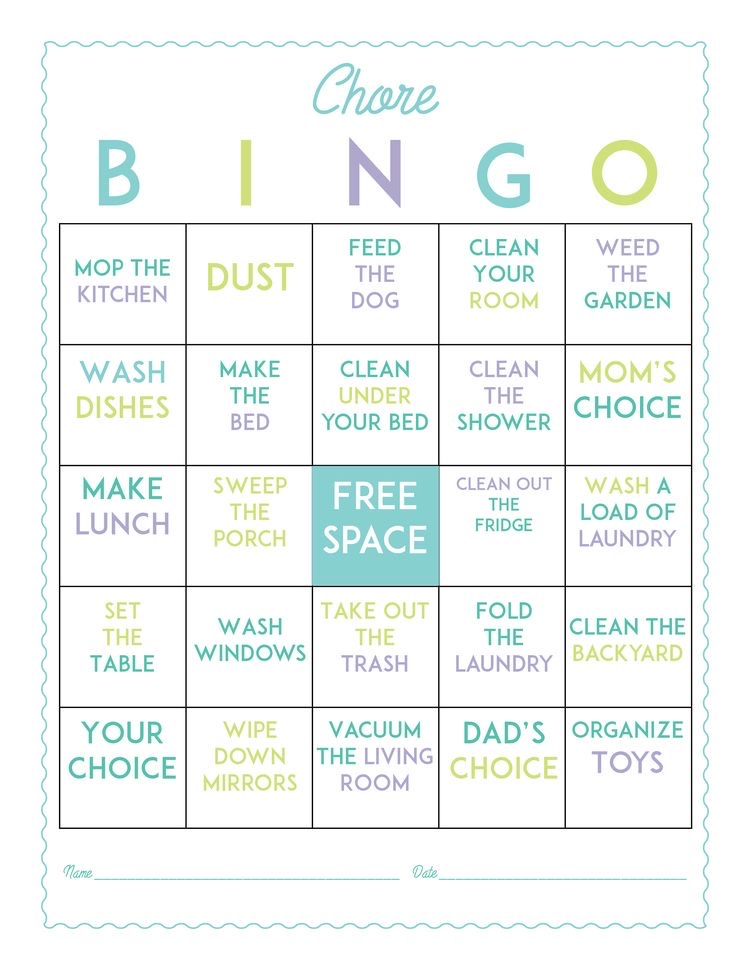 Chore
B I N G O
MOP THE
KITCHEN
DUST
FEED
THE
DOG
CLEAN
YOUR
ROOM
WEED
THE
GARDEN
WASH
DISHES
MAKE
THE
BED
CLEAN
UNDER
YOUR BED
CLEAN
THE
SHOWER
MOM'S
CHOICE
MAKE
LUNCH
SWEEP
THE
PORCH
FREE
SPACE
CLEAN OUT
THE
FRIDGE
WASH A
LOAD OF
LAUNDRY
SET
THE
TABLE
WASH
WINDOWS
TAKE OUT
THE
TRASH
FOLD
THE
LAUNDRY
CLEAN THE
BACKYARD
YOUR
CHOICE
WIPE
DOWN
MIRRORS
VACUUM
THE LIVING
ROOM
DAD'S
CHOICE
ORGANIZE
TOYS
Name Date